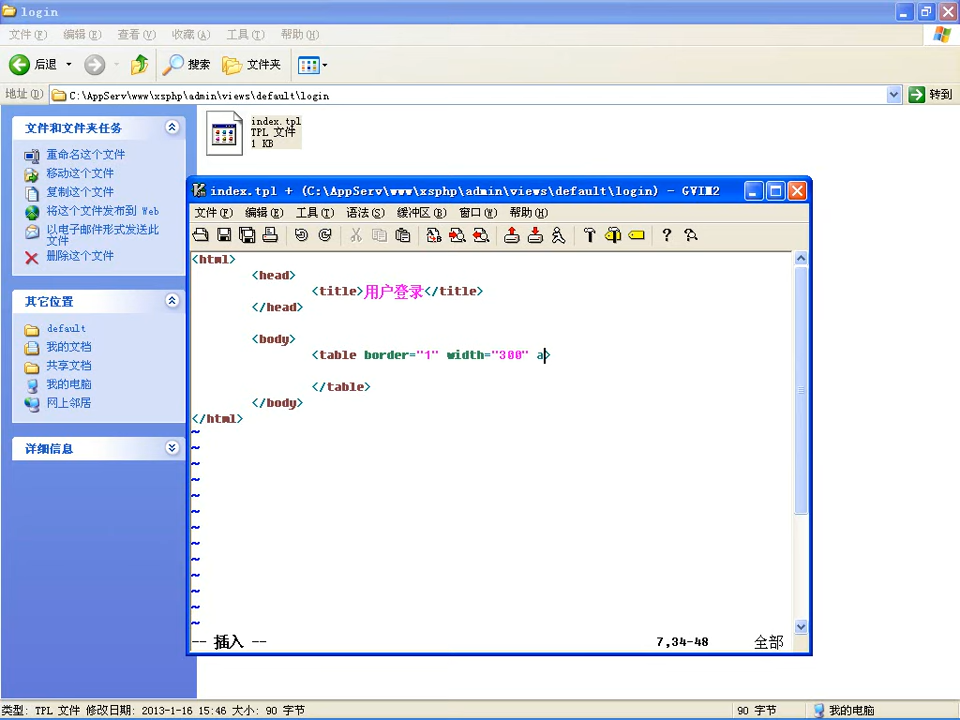 login
文件(F) 编辑(E) 查看(V) 收藏(A) 工具(T) 帮助(H)
后退 搜索 文件夹
地址(D) C:\AppServ\www\xsphp\admin\views\default\login 转到
文件和文件夹任务
重命名这个文件
移动这个文件
复制这个文件
将这个文件发布到 Web
以电子邮件形式发送此
文件
删除这个文件
其它位置
default
我的文档
共享文档
我的电脑
网上邻居
详细信息
index.tpl
TPL 文件
1 KB
index.tpl + (C:\AppServ\www\xsphp\admin\views\default\login) - GVIM2
文件(F) 编辑(E) 工具(T) 语法(S) 缓冲区(B) 窗口(W) 帮助(H)
<html>
<head>
<title>用户登录</title>
</head>
<body>
<table border="1" width="300" a>
</table>
</body>
</html>
~
~
~
~
~
~
~
~
~
~
~
~
~
-- 插入 -- 7,34-48 全部
类型: TPL 文件 修改日期: 2013-1-16 15:46 大小: 90 字节 90 字节 我的电脑